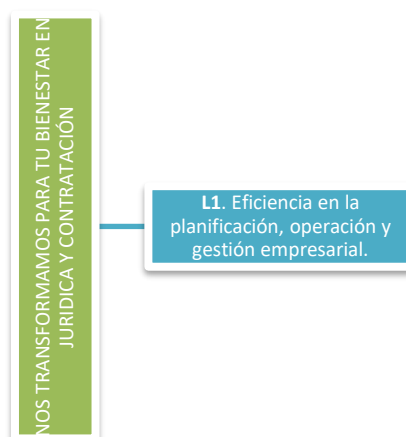 NOS TRANSFORMAMOS PARA TU BIENESTAR EN
JURIDICA Y CONTRATACIÓN
L1. Eficiencia en la
planificación, operación y
gestión empresarial.